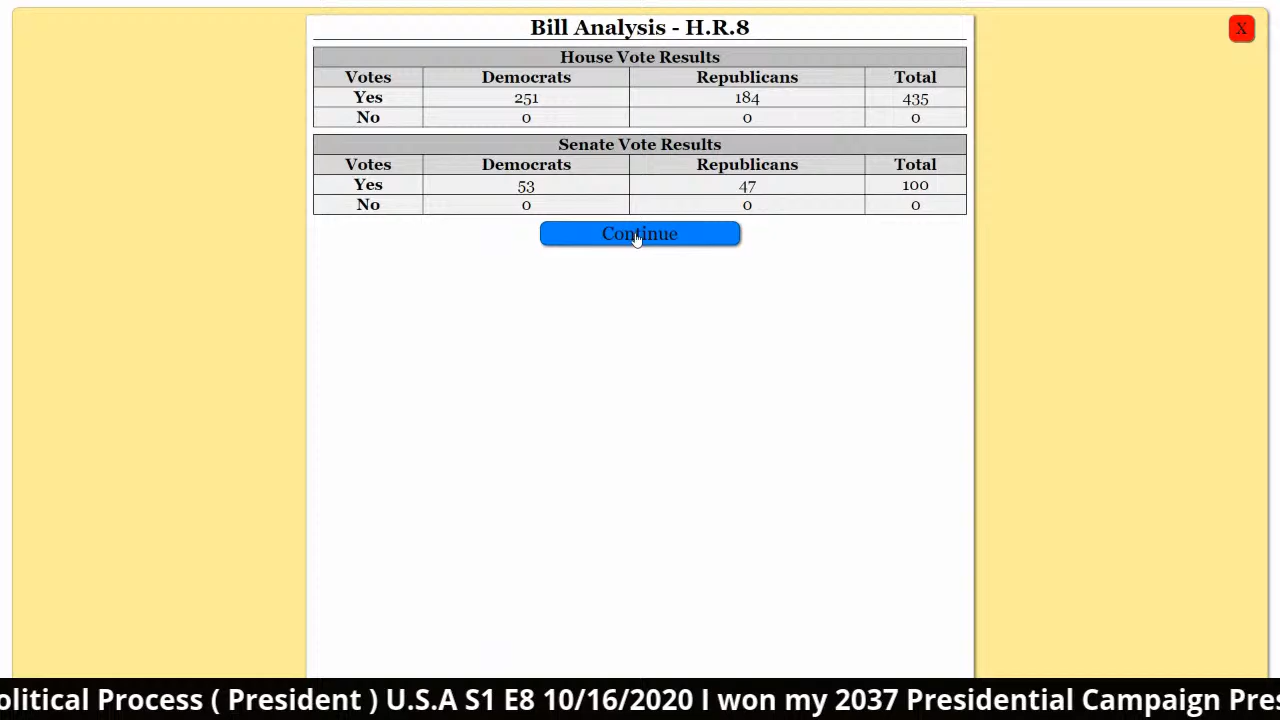 Bill Analysis - H.R.8
X
House Vote Results
Votes Democrats Republicans Total
Yes 251 184 435
No 0 0 0
Senate Vote Results
Votes Democrats Republicans Total
Yes 53 47 100
No 0 0 0
Continue
olitical Process ( President ) U.S.A S1 E8 10/16/2020 I won my 2037 Presidential Campaign Pres